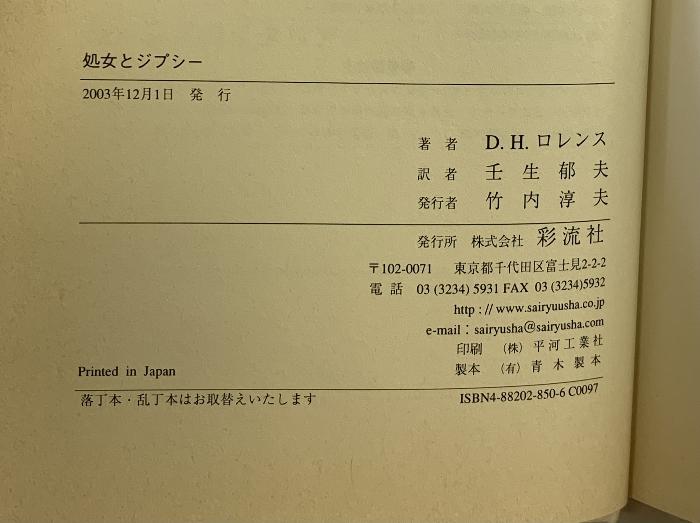 処女とジプシー
2003年12月1日 発 行
著 者 D. H. ロレンス
訳 者 壬 生 郁 夫
発行者 竹 内 淳 夫
発行所 株式会社 彩流社
〒102-0071 東京都千代田区富士見2-2-2
電 話 03 (3234) 5931 FAX 03 (3234)5932
http : // www.sairyuusha.co.jp
e-mail : sairyusha@sairyusha.com
印刷 （株）平河工業社
Printed in Japan 製本 （有）青木製本
落丁本・乱丁本はお取替えいたします ISBN4-88202-850-6 C0097